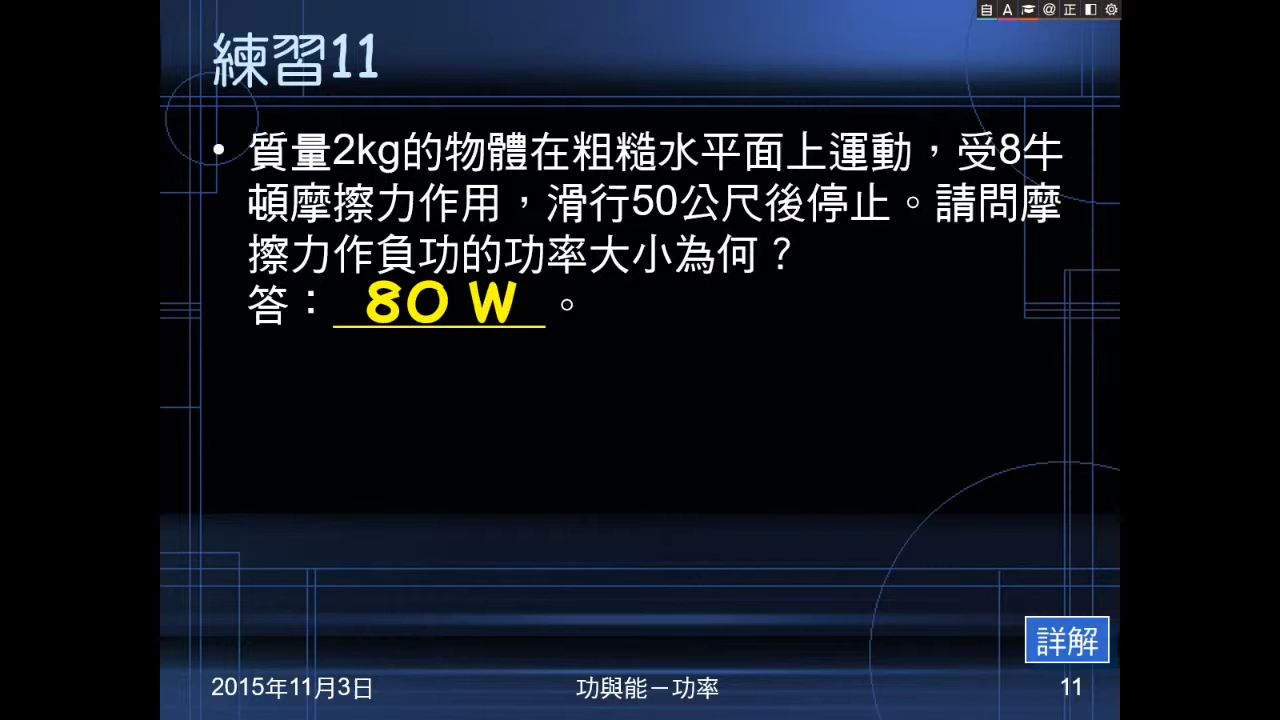 自 A @ 正
練習11
• 質量2kg的物體在粗糙水平面上運動，受8牛
頓摩擦力作用，滑行50公尺後停止。請問摩
擦力作負功的功率大小為何？
答：80 W。
詳解
2015年11月3日 功與能－功率 11